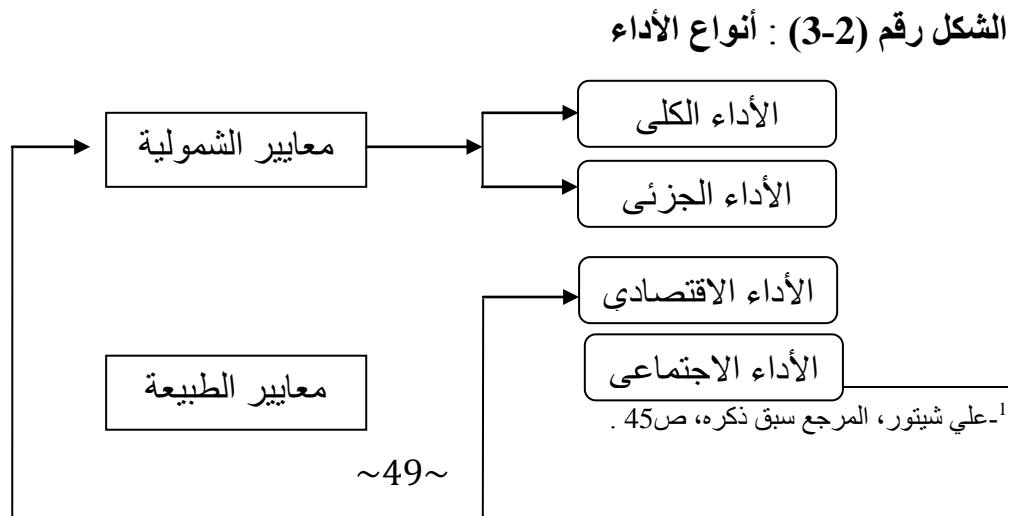 الشكل رقم (2-3) : أنواع الأداء
الأداء الكلى
معايير الشمولية
الأداء الجزئى
الأداء الاقتصادي
الأداء الاجتماعى
معايير الطبيعة
1-علي شيتور، المرجع سبق ذكره، ص45 .
~49~